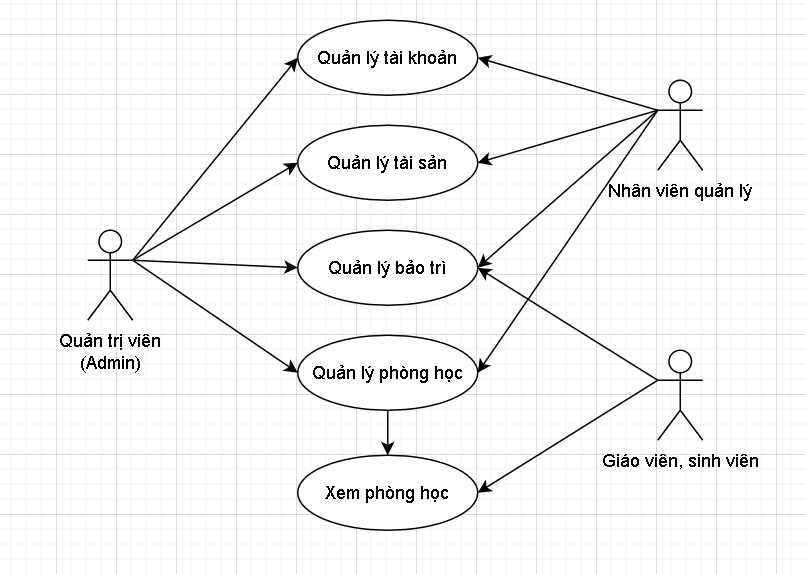 Quản lý tài khoản
Quản lý tài sản
Nhân viên quản lý
Quản lý bảo trì
Quản trị viên
(Admin)
Quản lý phòng học
Giáo viên, sinh viên
Xem phòng học